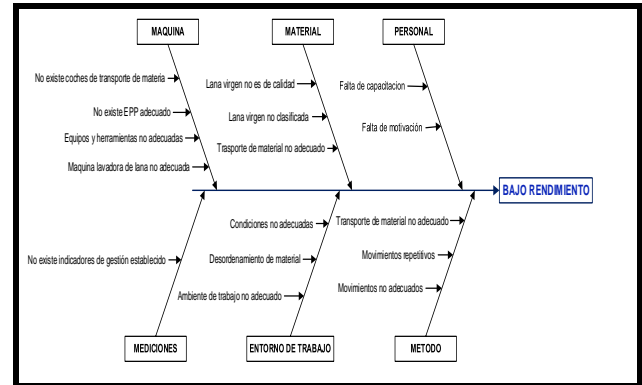 MAQUINA
MATERIAL
PERSONAL
No existe coches de transporte de materia
No existe EPP adecuado
Equipos y herramientas no adecuadas
Maquina lavadora de lana no adecuada
Lana virgen no es de calidad
Lana virgen no clasificada
Trasporte de material no adecuado
Falta de capacitacion
Falta de motivación
BAJO RENDIMIENTO
No existe indicadores de gestión establecido
Condiciones no adecuadas
Desordenamiento de material
Ambiente de trabajo no adecuado
Transporte de material no adecuado
Movimientos repetitivos
Movimientos no adecuados
MEDICIONES
ENTORNO DE TRABAJO
METODO